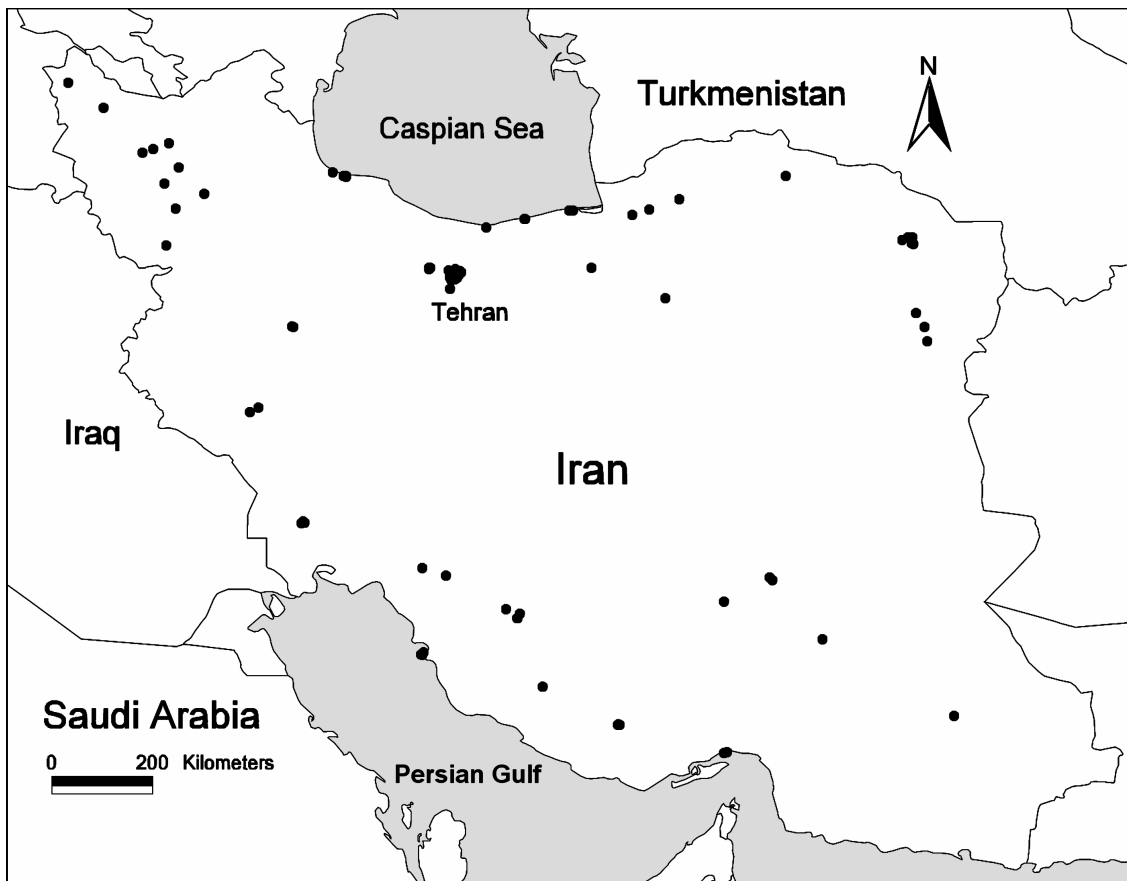 N
Turkmenistan
Caspian Sea
Tehran
Iraq
Iran
Saudi Arabia
0 200 Kilometers
Persian Gulf